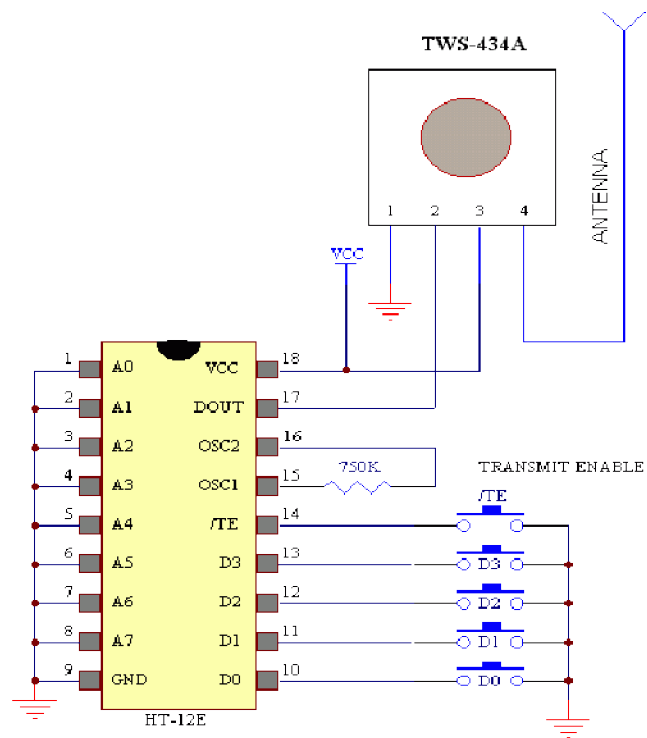 TWS-434A
1 2 3 4
ANTENNA
VCC
1 A0 VCC 18
2 A1 DOUT 17
3 A2 OSC2 16
4 A3 OSC1 15
750K
TRANSMIT ENABLE
5 A4 /TE 14
/TE
6 A5 D3 13
D3
7 A6 D2 12
D2
8 A7 D1 11
D1
9 GND D0 10
D0
HT-12E